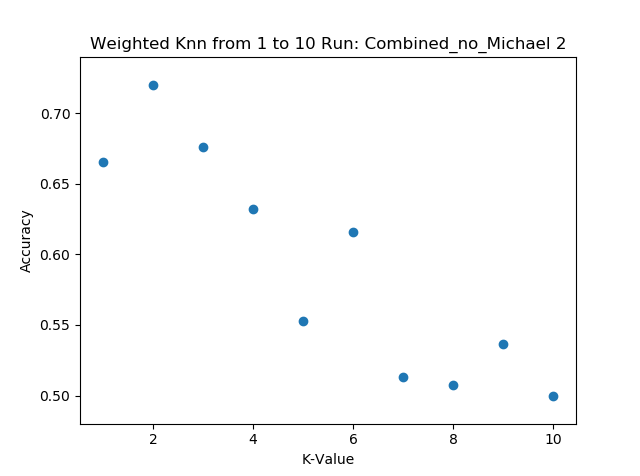 Weighted Knn from 1 to 10 Run: Combined_no_Michael 2
0.70
0.65
0.60
0.55
0.50
Accuracy
2 4 6 8 10
K-Value